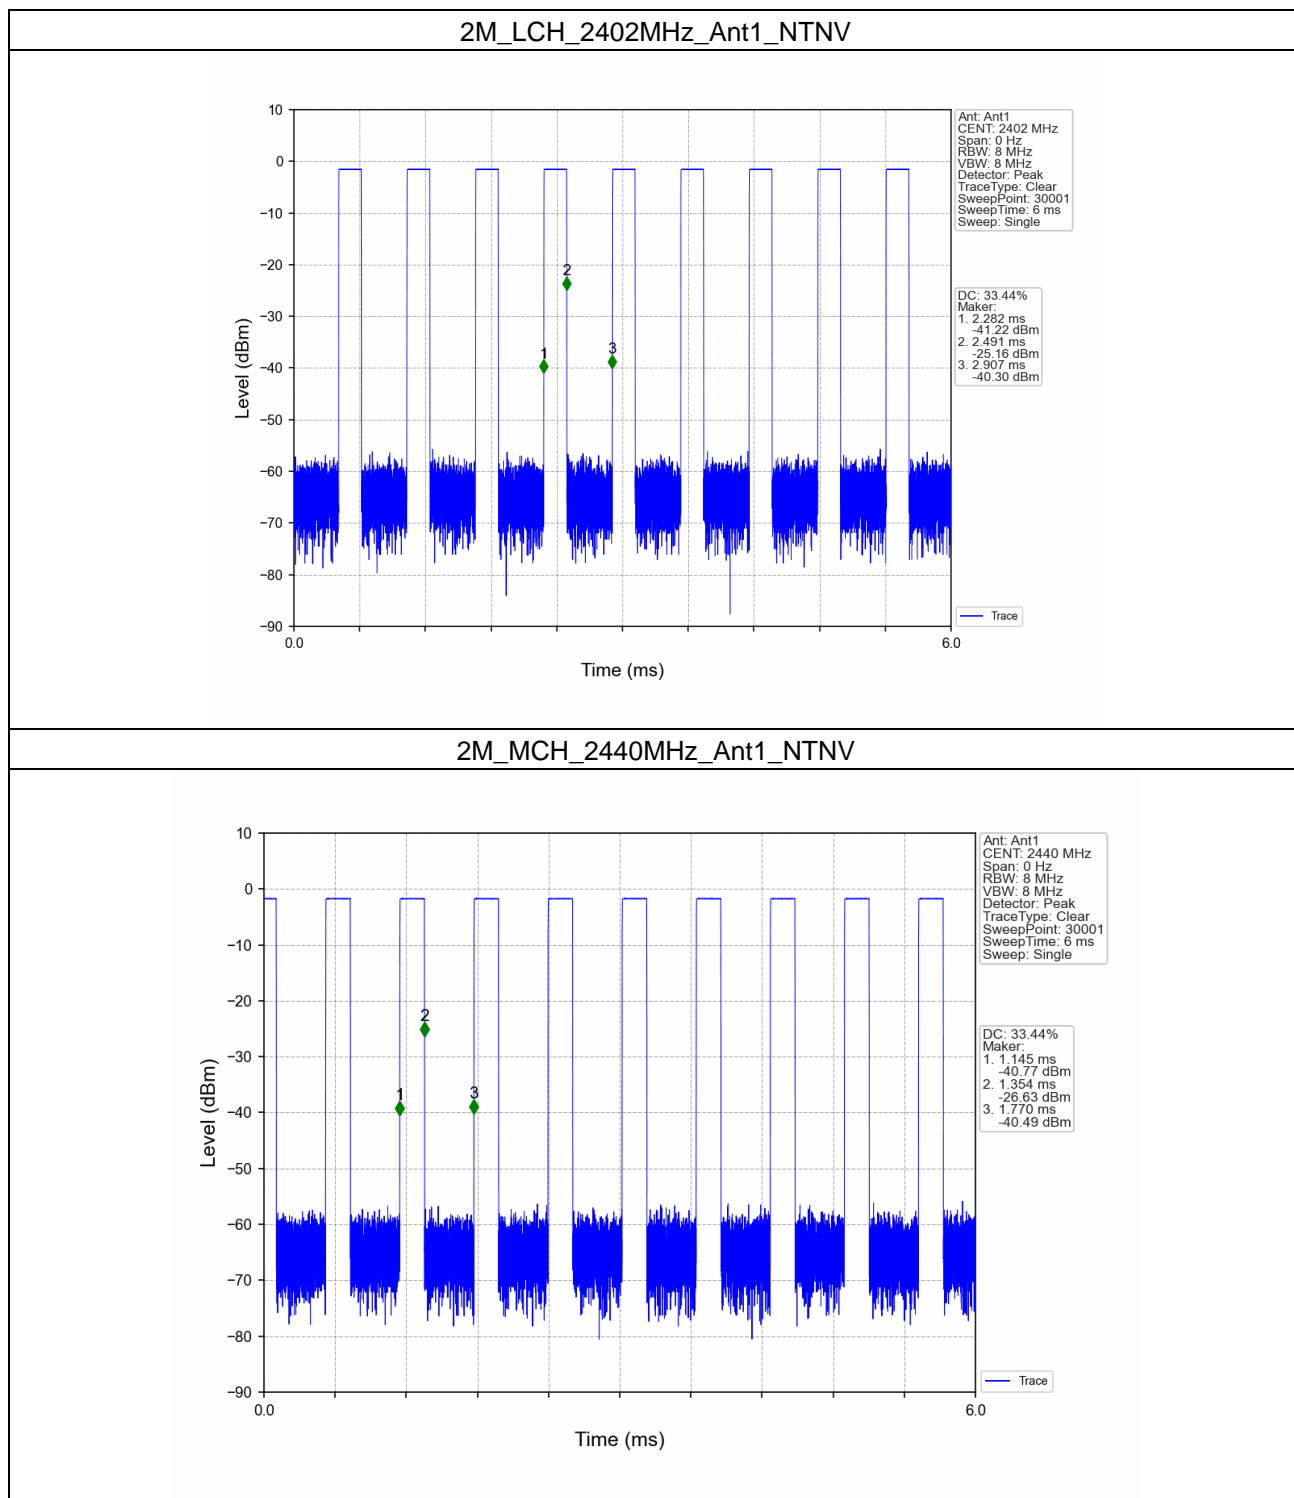 2M_LCH_2402MHz_Ant1_NTNV
10
0
−10
−20
−30
−40
−50
−60
−70
−80
−90
Level (dBm)
0.0
6.0
Time (ms)
1
2
3
Ant: Ant1
CENT: 2402 MHz
Span: 0 Hz
RBW: 8 MHz
VBW: 8 MHz
Detector: Peak
TraceType: Clear
SweepPoint: 30001
SweepTime: 6 ms
Sweep: Single
DC: 33.44%
Maker:
1. 2.282 ms
-41.22 dBm
2. 2.491 ms
-25.16 dBm
3. 2.907 ms
-40.30 dBm
Trace
2M_MCH_2440MHz_Ant1_NTNV
10
0
−10
−20
−30
−40
−50
−60
−70
−80
−90
Level (dBm)
0.0
6.0
Time (ms)
1
2
3
Ant: Ant1
CENT: 2440 MHz
Span: 0 Hz
RBW: 8 MHz
VBW: 8 MHz
Detector: Peak
TraceType: Clear
SweepPoint: 30001
SweepTime: 6 ms
Sweep: Single
DC: 33.44%
Maker:
1. 1.145 ms
-40.77 dBm
2. 1.354 ms
-26.63 dBm
3. 1.770 ms
-40.49 dBm
Trace